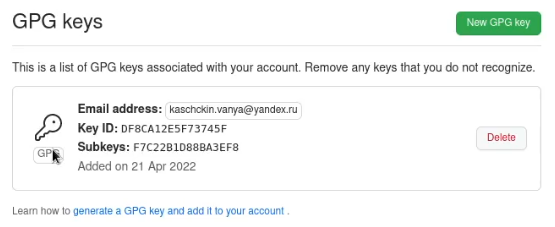 GPG keys
New GPG key
This is a list of GPG keys associated with your account. Remove any keys that you do not recognize.
Email address: kaschckin.vanya@yandex.ru
Key ID: DF8CA12E5F73745F
Subkeys: F7C22B1D88BA3EF8
GPG
Added on 21 Apr 2022
Delete
Learn how to generate a GPG key and add it to your account .